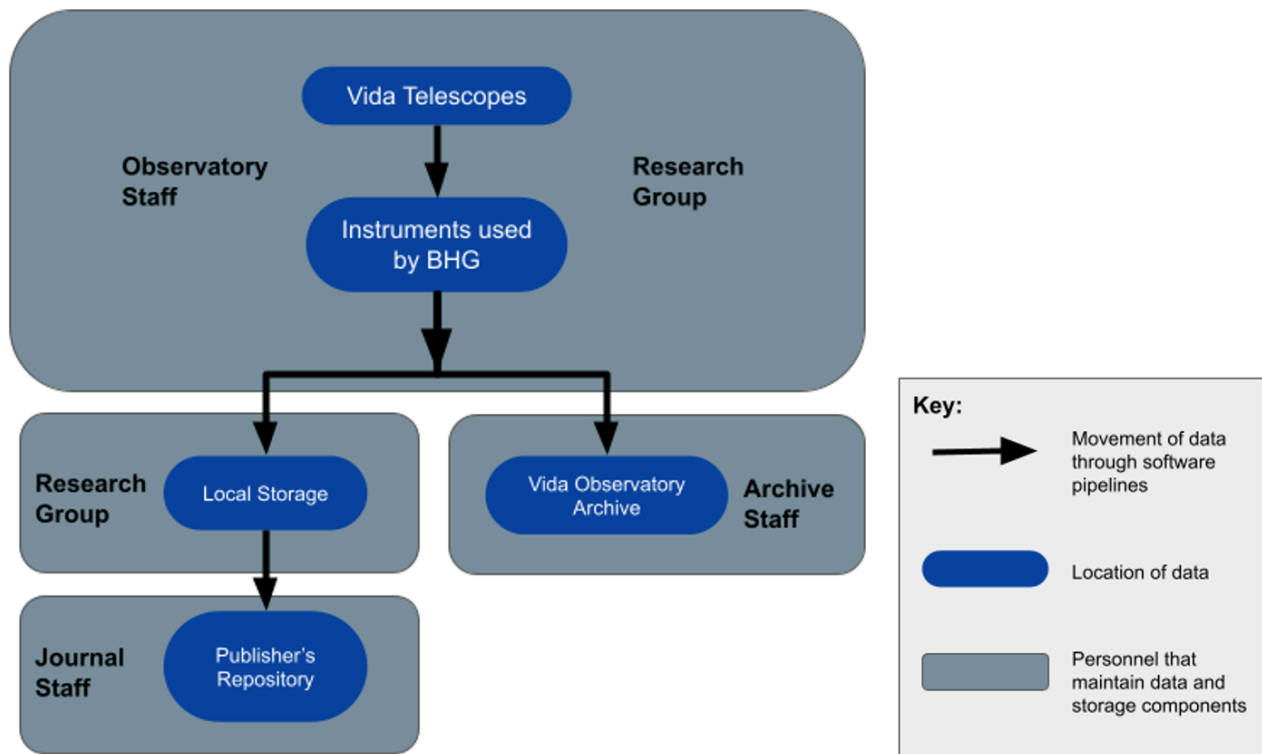 Vida Telescopes
Observatory
Staff
Research
Group
Instruments used
by BHG
Research
Group
Local Storage
Vida Observatory
Archive
Archive
Staff
Journal
Staff
Publisher's
Repository
Key:
Movement of data
through software
pipelines
Location of data
Personnel that
maintain data and
storage components